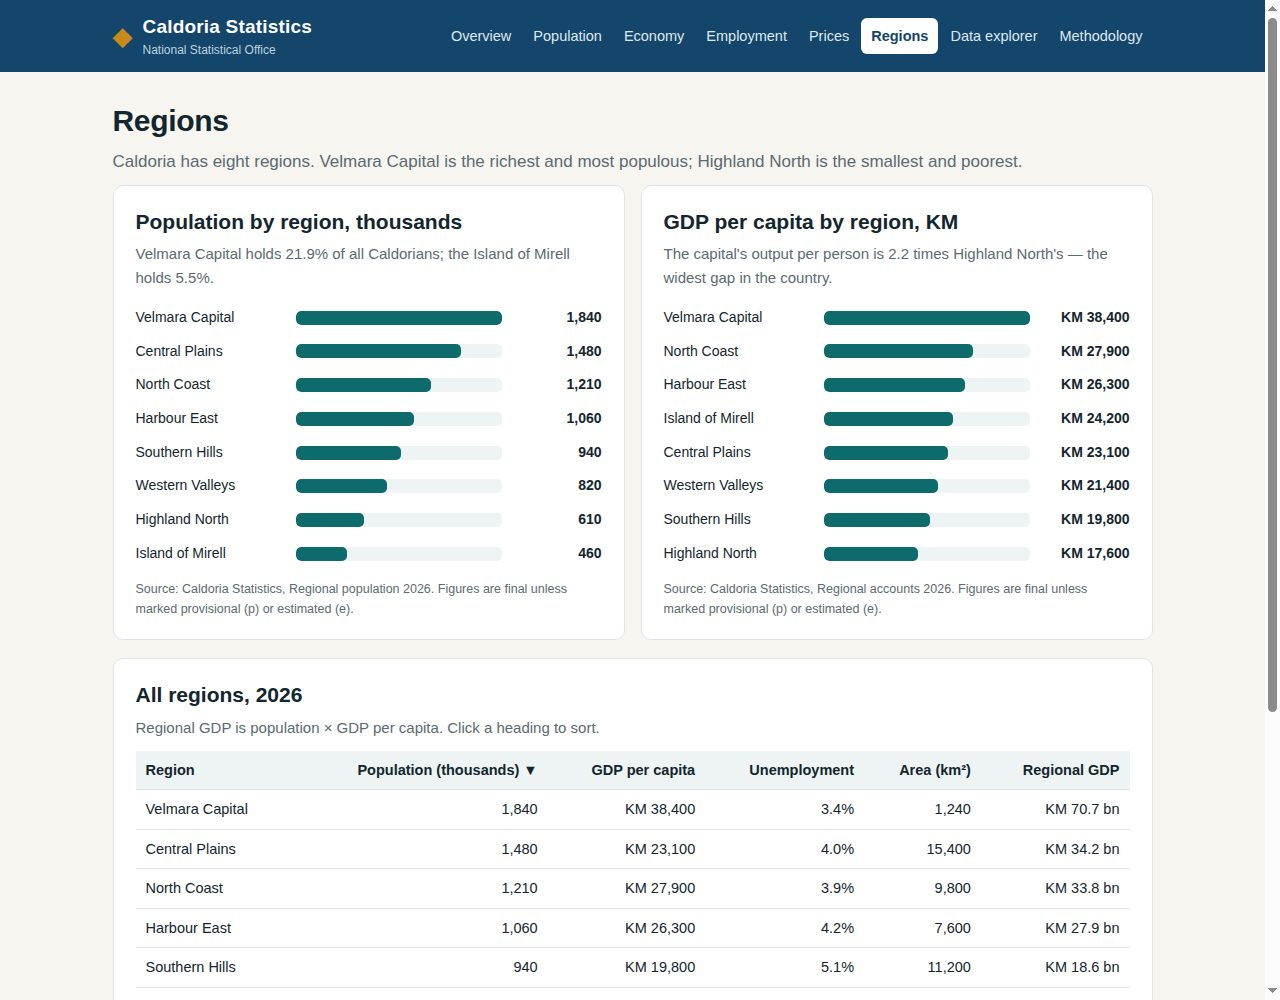 Caldoria Statistics
National Statistical Office
Overview Population Economy Employment Prices Regions Data explorer Methodology
Regions
Caldoria has eight regions. Velmara Capital is the richest and most populous; Highland North is the smallest and poorest.
Population by region, thousands
Velmara Capital holds 21.9% of all Caldorians; the Island of Mirell
holds 5.5%.
Velmara Capital 1,840
Central Plains 1,480
North Coast 1,210
Harbour East 1,060
Southern Hills 940
Western Valleys 820
Highland North 610
Island of Mirell 460
Source: Caldoria Statistics, Regional population 2026. Figures are final unless
marked provisional (p) or estimated (e).
GDP per capita by region, KM
The capital's output per person is 2.2 times Highland North's — the
widest gap in the country.
Velmara Capital KM 38,400
North Coast KM 27,900
Harbour East KM 26,300
Island of Mirell KM 24,200
Central Plains KM 23,100
Western Valleys KM 21,400
Southern Hills KM 19,800
Highland North KM 17,600
Source: Caldoria Statistics, Regional accounts 2026. Figures are final unless
marked provisional (p) or estimated (e).
All regions, 2026
Regional GDP is population × GDP per capita. Click a heading to sort.
Region Population (thousands) ▼ GDP per capita Unemployment Area (km²) Regional GDP
Velmara Capital 1,840 KM 38,400 3.4% 1,240 KM 70.7 bn
Central Plains 1,480 KM 23,100 4.0% 15,400 KM 34.2 bn
North Coast 1,210 KM 27,900 3.9% 9,800 KM 33.8 bn
Harbour East 1,060 KM 26,300 4.2% 7,600 KM 27.9 bn
Southern Hills 940 KM 19,800 5.1% 11,200 KM 18.6 bn